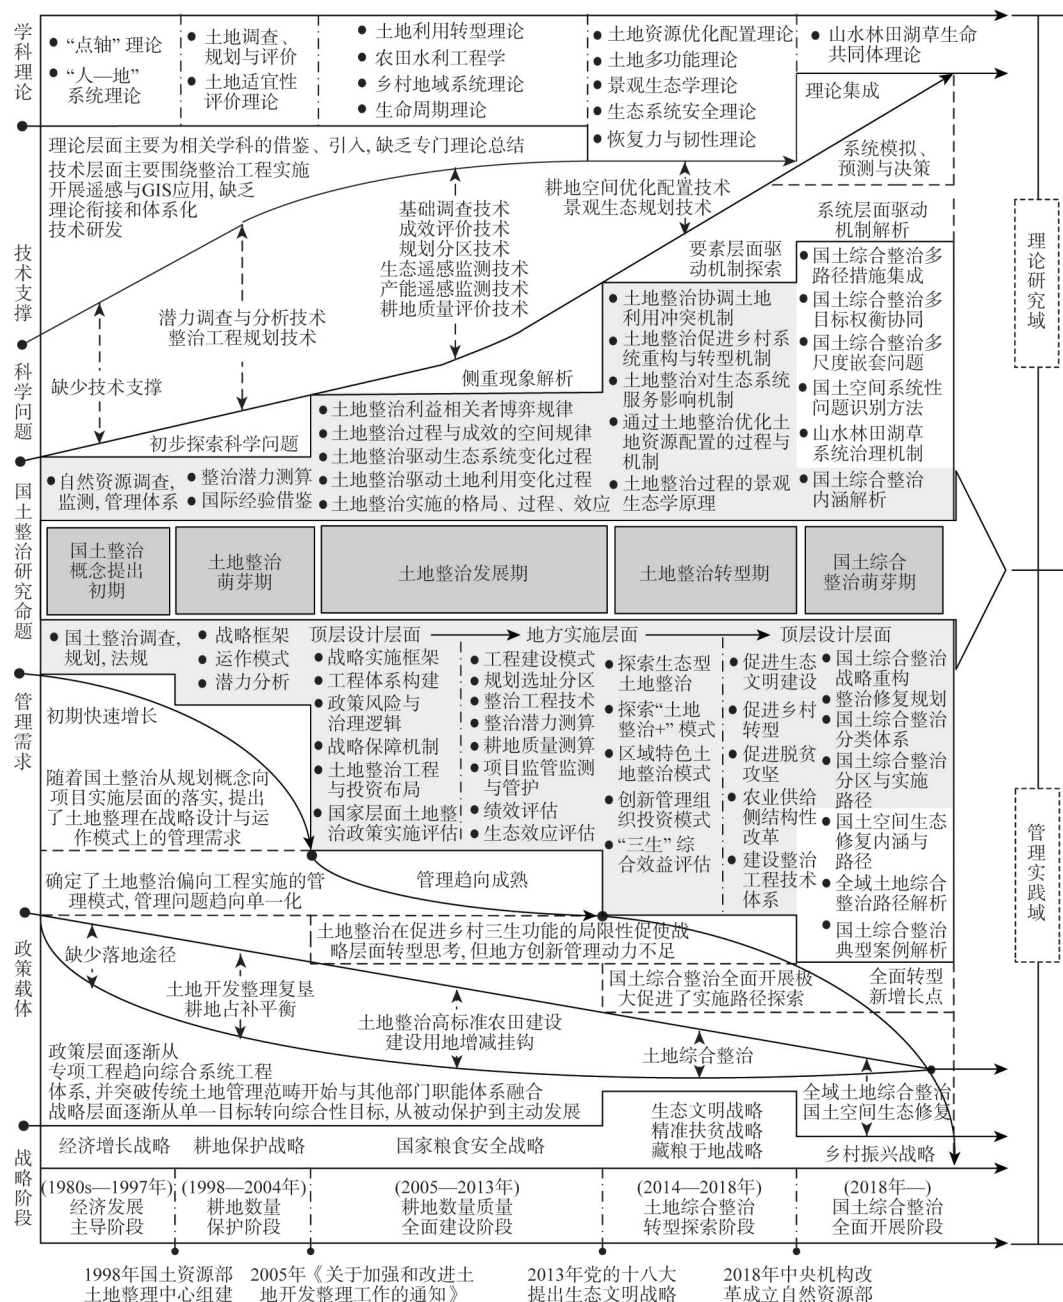 学科理论
“点轴” 理论
“人—地”
系统理论
土地调查、
规划与评价
土地适宜性
评价理论
土地利用转型理论
农田水利工程学
乡村地域系统理论
生命周期理论
土地资源优化配置理论
土地多功能理论
景观生态学理论
生态系统安全理论
恢复力与韧性理论
山水林田湖草生命
共同体理论
理论集成
理论层面主要为相关学科的借鉴、引入, 缺乏专门理论总结
技术层面主要围绕整治工程实施
开展遥感与GIS应用, 缺乏
理论衔接和体系化
技术研发
技术支撑
缺少技术支撑
潜力调查与分析技术
整治工程规划技术
基础调查技术
成效评价技术
规划分区技术
生态遥感监测技术
产能遥感监测技术
耕地质量评价技术
耕地空间优化配置技术
景观生态规划技术
系统模拟、
预测与决策
理论研究域
科学问题
初步探索科学问题
侧重现象解析
要素层面驱
动机制探索
系统层面驱动
机制解析
国土整治研究命题
自然资源调查,
监测, 管理体系
整治潜力测算
国际经验借鉴
土地整治利益相关者博弈规律
土地整治过程与成效的空间规律
土地整治驱动生态系统变化过程
土地整治驱动土地利用变化过程
土地整治实施的格局、过程、效应
土地整治协调土地
利用冲突机制
土地整治促进乡村系
统重构与转型机制
土地整治对生态系统
服务影响机制
通过土地整治优化土
地资源配置的过程与
机制
土地整治过程的景观
生态学原理
国土综合整治多
路径措施集成
国土综合整治多
目标权衡协同
国土综合整治多
尺度嵌套问题
国土空间系统性
问题识别方法
山水林田湖草
系统治理机制
国土综合整治
内涵解析
国土整治
概念提出
初期
土地整治
萌芽期
土地整治发展期
土地整治转型期
国土综合
整治萌芽期
国土整治调查,
规划, 法规
战略框架
运作模式
潜力分析
顶层设计层面
战略实施框架
工程体系构建
政策风险与
治理逻辑
战略保障机制
土地整治工程
与投资布局
国家层面土地整
治政策实施评估
地方实施层面
工程建设模式
规划选址分区
整治工程技术
整治潜力测算
耕地质量测算
项目监管监测
与管护
绩效评估
生态效应评估
探索生态型
土地整治
探索“土地
整治+” 模式
区域特色土
地整治模式
创新管理组
织投资模式
“三生” 综
合效益评估
顶层设计层面
促进生态
文明建设
促进乡村
转型
促进脱贫
攻坚
农业供给
侧结构性
改革
建设整治
工程技术
体系
国土综合整治
战略重构
整治修复规划
国土综合整治
分类体系
国土综合整治
分区与实施
路径
国土空间生态
修复内涵与
路径
全域土地综合
整治路径解析
国土综合整治
典型案例解析
管理需求
初期快速增长
随着国土整治从规划概念向
项目实施层面的落实, 提出
了土地整理在战略设计与运
作模式上的管理需求
确定了土地整治偏向工程实施的管
理模式, 管理问题趋向单一化
管理趋向成熟
土地整治在促进乡村三生功能的局限性促使战
略层面转型思考, 但地方创新管理动力不足
国土综合整治全面开展极
大促进了实施路径探索
全面转型
新增长点
管理实践域
政策载体
缺少落地途径
土地开发整理复垦
耕地占补平衡
土地整治高标准农田建设
建设用地增减挂钩
土地综合整治
全域土地综合整治
国土空间生态修复
政策层面逐渐从
专项工程趋向综合系统工程
体系, 并突破传统土地管理范畴开始与其他部门职能体系融合
战略层面逐渐从单一目标转向综合性目标, 从被动保护到主动发展
战略阶段
经济增长战略
耕地保护战略
国家粮食安全战略
生态文明战略
精准扶贫战略
藏粮于地战略
乡村振兴战略
(1980s—1997年)
经济发展
主导阶段
(1998—2004年)
耕地数量
保护阶段
(2005—2013年)
耕地数量质量
全面建设阶段
(2014—2018年)
土地综合整治
转型探索阶段
(2018年—)
国土综合整治
全面开展阶段
1998年国土资源部
土地整理中心组建
2005年《关于加强和改进土
地开发整理工作的通知》
2013年党的十八大
提出生态文明战略
2018年中央机构改
革成立自然资源部